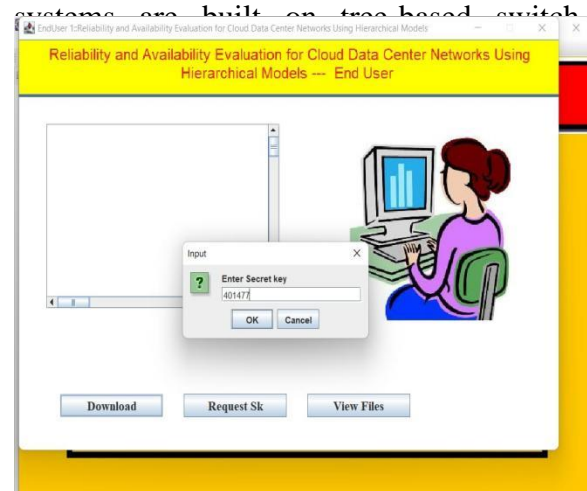 systems are built on tree-based switch
EndUser 1:Reliability and Availability Evaluation for Cloud Data Center Networks Using Hierarchical Models
Reliability and Availability Evaluation for Cloud Data Center Networks Using
Hierarchical Models --- End User
Input
Enter Secret key
401477
OK Cancel
Download Request Sk View Files